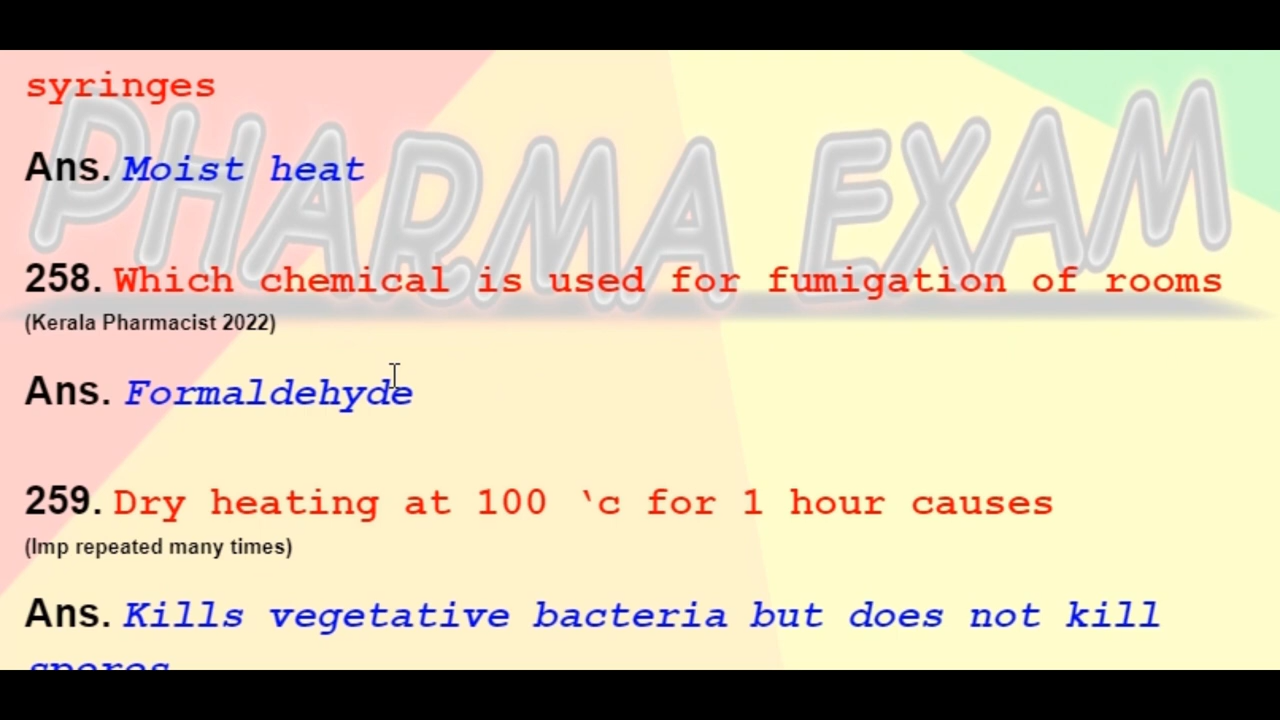 syringes
PHARMA EXAM
Ans. Moist heat
258. Which chemical is used for fumigation of rooms
(Kerala Pharmacist 2022)
Ans. Formaldehyde
259. Dry heating at 100 ‵c for 1 hour causes
(Imp repeated many times)
Ans. Kills vegetative bacteria but does not kill
spores